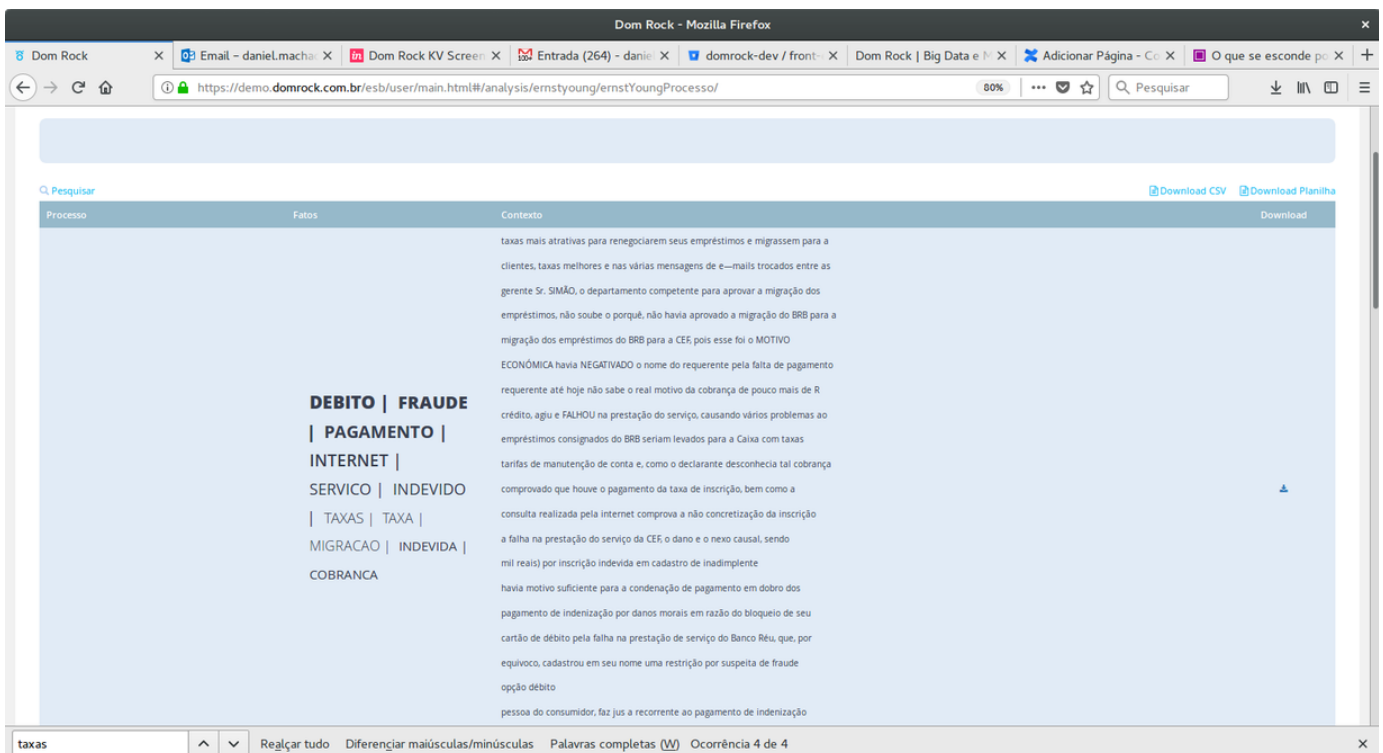 Dom Rock - Mozilla Firefox
Dom Rock
Email – daniel.macha
Dom Rock KV Screen
Entrada (264) - danie
domrock-dev / front-
Dom Rock | Big Data e M
Adicionar Página - Co
O que se esconde po
https://demo.domrock.com.br/esb/user/main.html#/analysis/ernstyoung/ernstYoungProcesso/
80%
Pesquisar
Pesquisar
Download CSV Download Planilha
Processo Fatos Contexto Download
DEBITO | FRAUDE
| PAGAMENTO |
INTERNET |
SERVICO | INDEVIDO
| TAXAS | TAXA |
MIGRACAO | INDEVIDA |
COBRANCA
taxas mais atrativas para renegociarem seus empréstimos e migrassem para a
clientes, taxas melhores e nas várias mensagens de e—mails trocados entre as
gerente Sr. SIMÃO, o departamento competente para aprovar a migração dos
empréstimos, não soube o porquê, não havia aprovado a migração do BRB para a
migração dos empréstimos do BRB para a CEF, pois esse foi o MOTIVO
ECONÓMICA havia NEGATIVADO o nome do requerente pela falta de pagamento
requerente até hoje não sabe o real motivo da cobrança de pouco mais de R
crédito, agiu e FALHOU na prestação do serviço, causando vários problemas ao
empréstimos consignados do BRB seriam levados para a Caixa com taxas
tarifas de manutenção de conta e, como o declarante desconhecia tal cobrança
comprovado que houve o pagamento da taxa de inscrição, bem como a
consulta realizada pela internet comprova a não concretização da inscrição
a falha na prestação do serviço da CEF, o dano e o nexo causal, sendo
mil reais) por inscrição indevida em cadastro de inadimplente
havia motivo suficiente para a condenação de pagamento em dobro dos
pagamento de indenização por danos morais em razão do bloqueio de seu
cartão de débito pela falha na prestação de serviço do Banco Réu, que, por
equivoco, cadastrou em seu nome uma restrição por suspeita de fraude
opção débito
pessoa do consumidor, faz jus a recorrente ao pagamento de indenização
taxas
Realçar tudo Diferenciar maiúsculas/minúsculas Palavras completas (W) Ocorrência 4 de 4